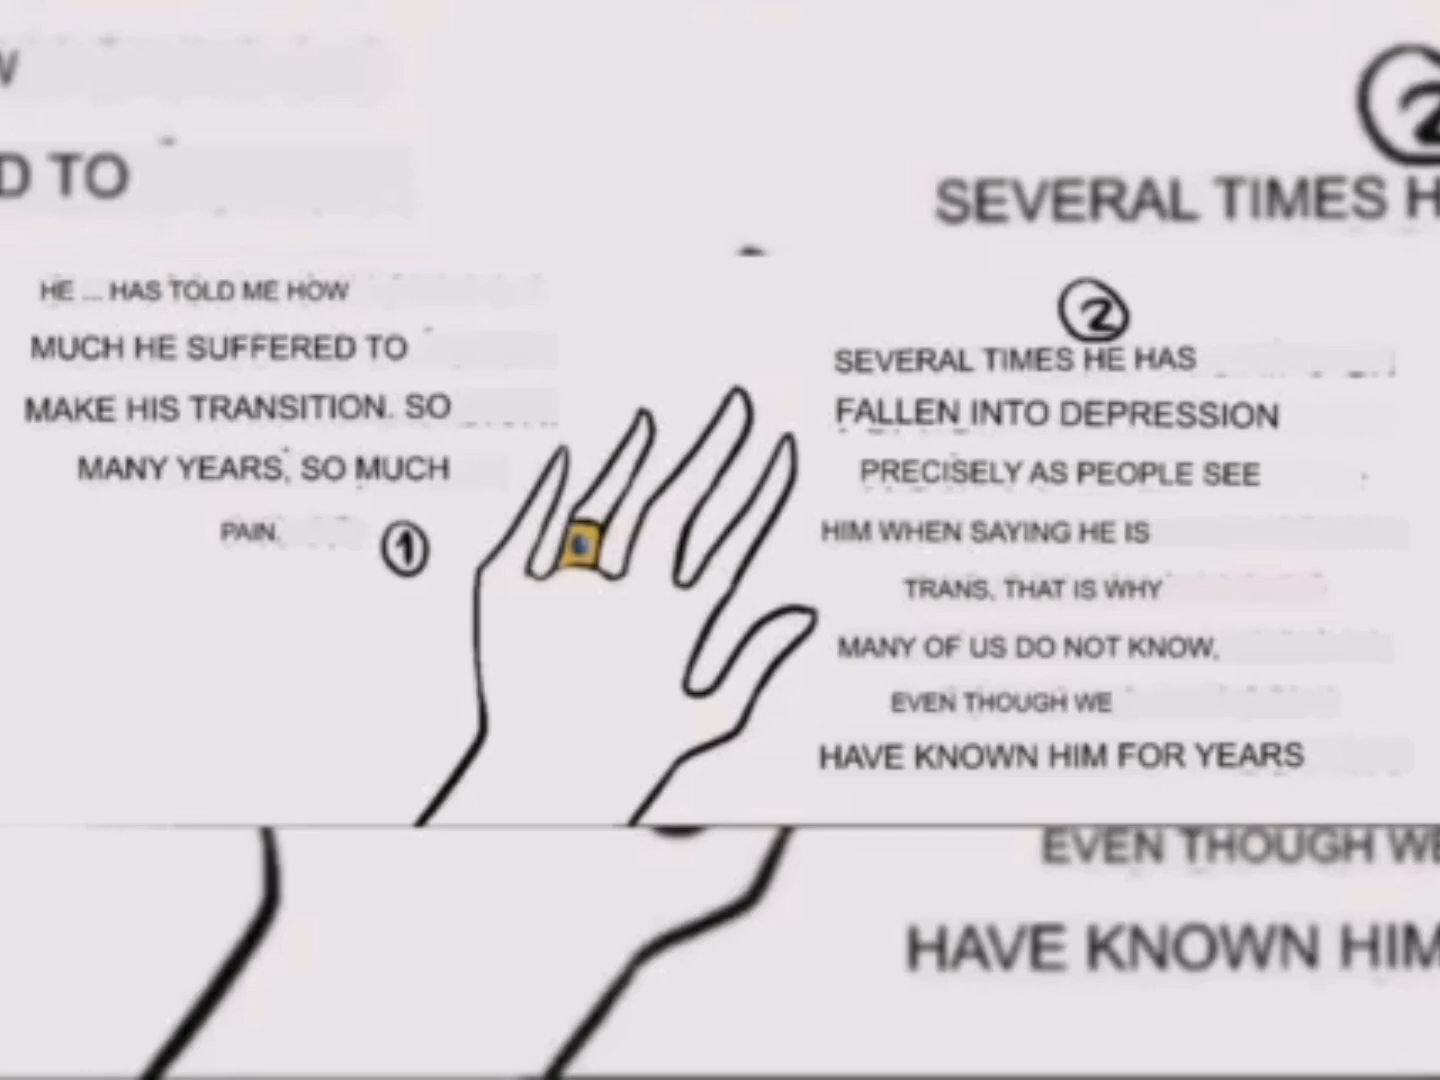 W
D TO
HE ... HAS TOLD ME HOW
MUCH HE SUFFERED TO
MAKE HIS TRANSITION. SO
MANY YEARS, SO MUCH
PAIN.
1
2
SEVERAL TIMES H
2
SEVERAL TIMES HE HAS
FALLEN INTO DEPRESSION
PRECISELY AS PEOPLE SEE
HIM WHEN SAYING HE IS
TRANS, THAT IS WHY
MANY OF US DO NOT KNOW,
EVEN THOUGH WE
HAVE KNOWN HIM FOR YEARS
EVEN THOUGH WE
HAVE KNOWN HIM